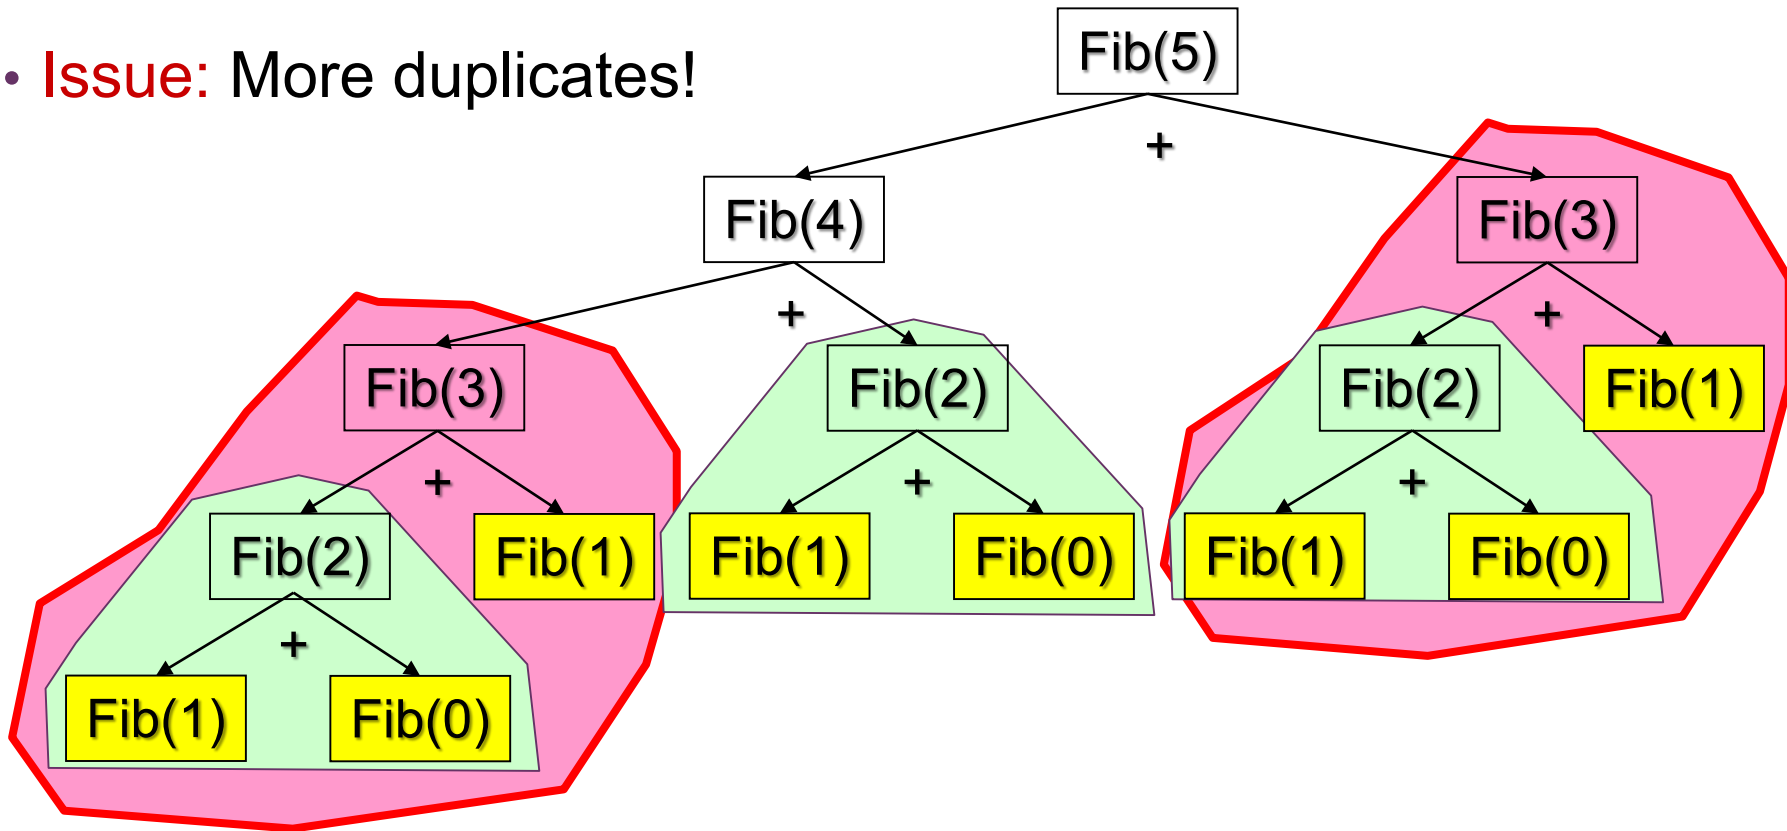 Fib(5)
• Issue: More duplicates!
+
Fib(4)
Fib(3)
+
+
Fib(3)
Fib(2)
Fib(2)
Fib(1)
+
+
+
Fib(2)
Fib(1)
Fib(1)
Fib(0)
Fib(1)
Fib(0)
+
Fib(1)
Fib(0)